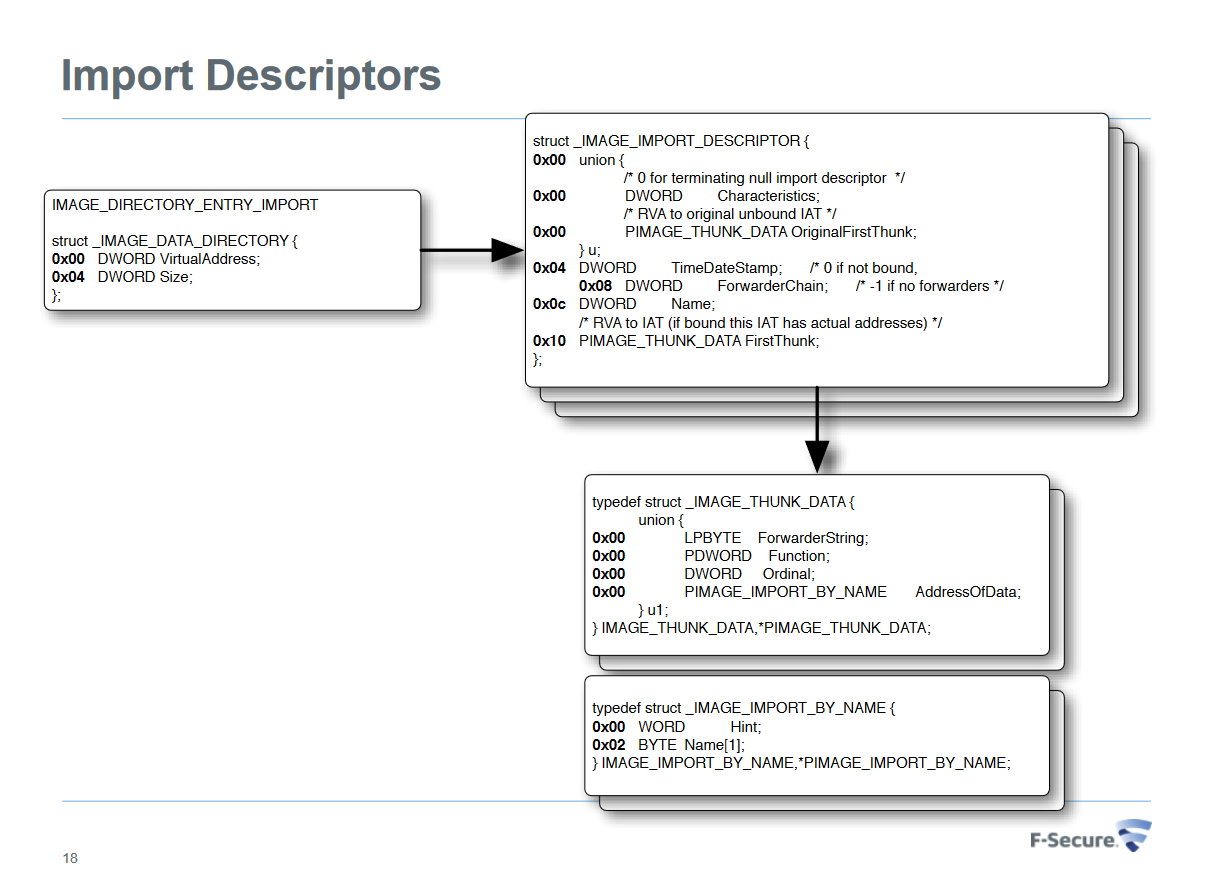 Import Descriptors
IMAGE_DIRECTORY_ENTRY_IMPORT
struct _IMAGE_DATA_DIRECTORY {
0x00 DWORD VirtualAddress;
0x04 DWORD Size;
};
struct _IMAGE_IMPORT_DESCRIPTOR {
0x00 union {
/* 0 for terminating null import descriptor */
0x00 DWORD Characteristics;
/* RVA to original unbound IAT */
0x00 PIMAGE_THUNK_DATA OriginalFirstThunk;
} u;
0x04 DWORD TimeDateStamp; /* 0 if not bound,
0x08 DWORD ForwarderChain; /* -1 if no forwarders */
0x0c DWORD Name;
/* RVA to IAT (if bound this IAT has actual addresses) */
0x10 PIMAGE_THUNK_DATA FirstThunk;
};
typedef struct _IMAGE_THUNK_DATA {
union {
0x00 LPBYTE ForwarderString;
0x00 PDWORD Function;
0x00 DWORD Ordinal;
0x00 PIMAGE_IMPORT_BY_NAME AddressOfData;
} u1;
} IMAGE_THUNK_DATA,*PIMAGE_THUNK_DATA;
typedef struct _IMAGE_IMPORT_BY_NAME {
0x00 WORD Hint;
0x02 BYTE Name[1];
} IMAGE_IMPORT_BY_NAME,*PIMAGE_IMPORT_BY_NAME;
18
F-Secure.